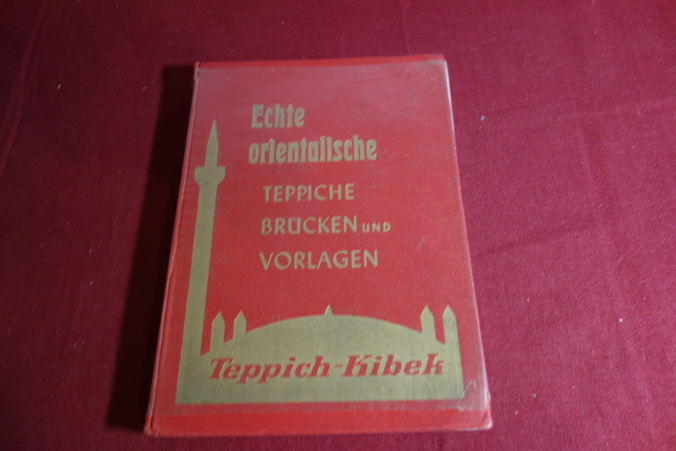 Echte
orientalische
TEPPICHE
BRÜCKEN UND
VORLAGEN
Teppich-Kibek